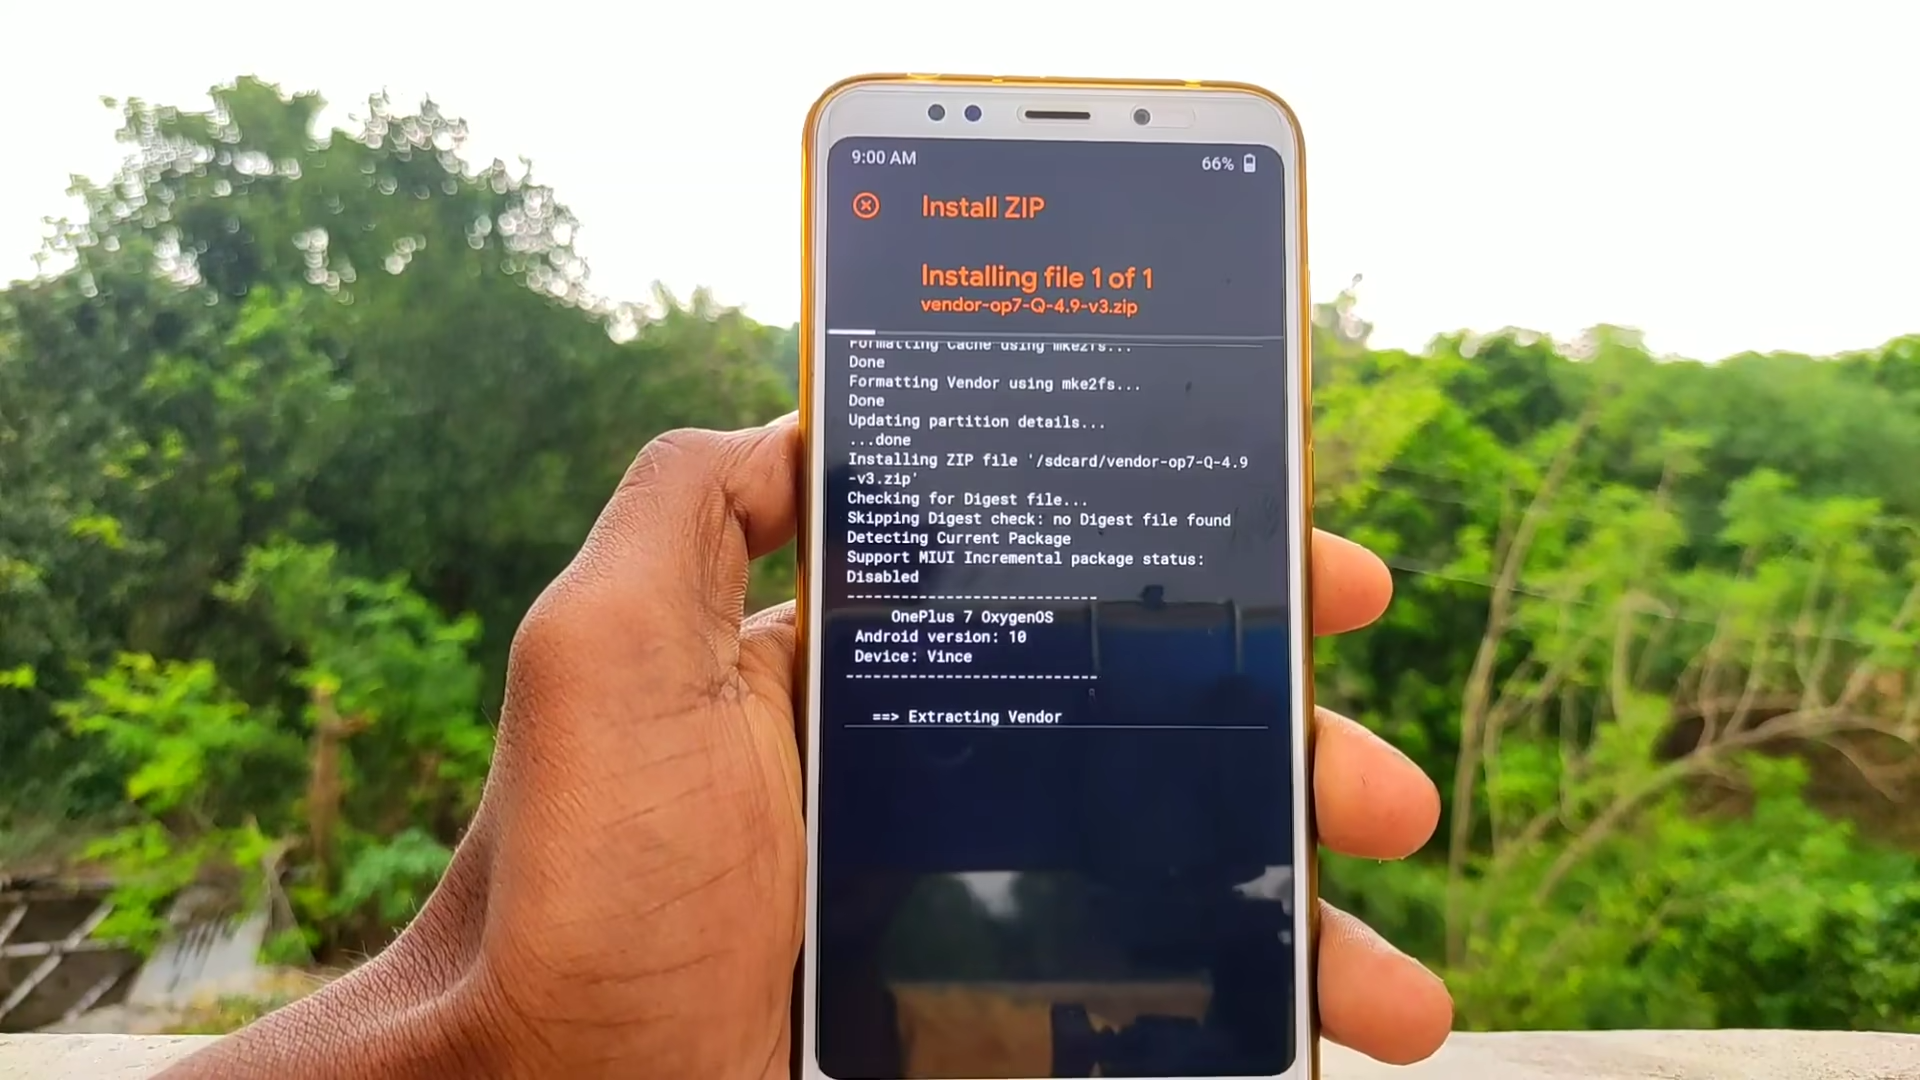 9:00 AM
66%
Install ZIP
Installing file 1 of 1
vendor-op7-Q-4.9-v3.zip
Formatting Cache using mke2fs...
Done
Formatting Vendor using mke2fs...
Done
Updating partition details...
...done
Installing ZIP file '/sdcard/vendor-op7-Q-4.9
-v3.zip'
Checking for Digest file...
Skipping Digest check: no Digest file found
Detecting Current Package
Support MIUI Incremental package status:
Disabled
---------------------------
OnePlus 7 OxygenOS
Android version: 10
Device: Vince
---------------------------
==> Extracting Vendor